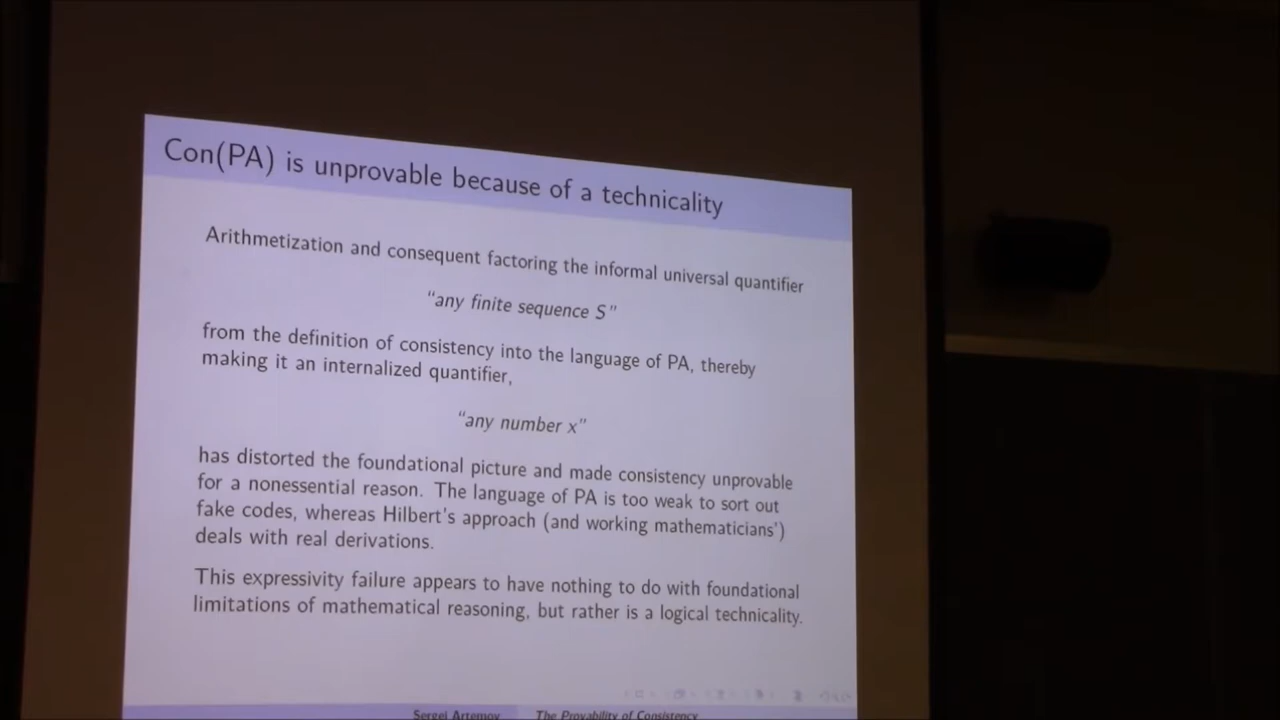 Con(PA) is unprovable because of a technicality
Arithmetization and consequent factoring the informal universal quantifier
“any finite sequence S”
from the definition of consistency into the language of PA, thereby
making it an internalized quantifier,
“any number x”
has distorted the foundational picture and made consistency unprovable
for a nonessential reason. The language of PA is too weak to sort out
fake codes, whereas Hilbert's approach (and working mathematicians')
deals with real derivations.
This expressivity failure appears to have nothing to do with foundational
limitations of mathematical reasoning, but rather is a logical technicality.
Sergei Artemov The Provability of Consistency